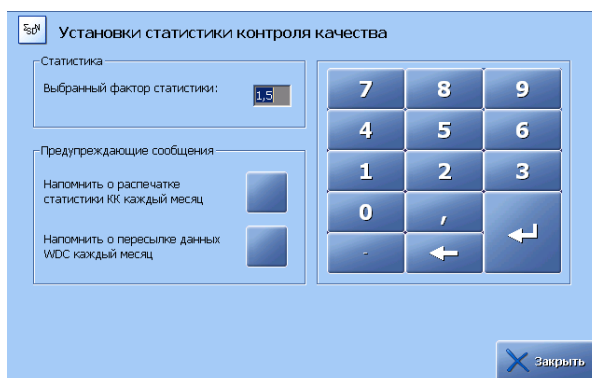 ΣSDN
Установки статистики контроля качества
Статистика
Выбранный фактор статистики:
1,5
Предупреждающие сообщения
Напомнить о распечатке
статистики КК каждый месяц
Напомнить о пересылке данных
WDC каждый месяц
7 8 9
4 5 6
1 2 3
0 ,
-
Закрыть